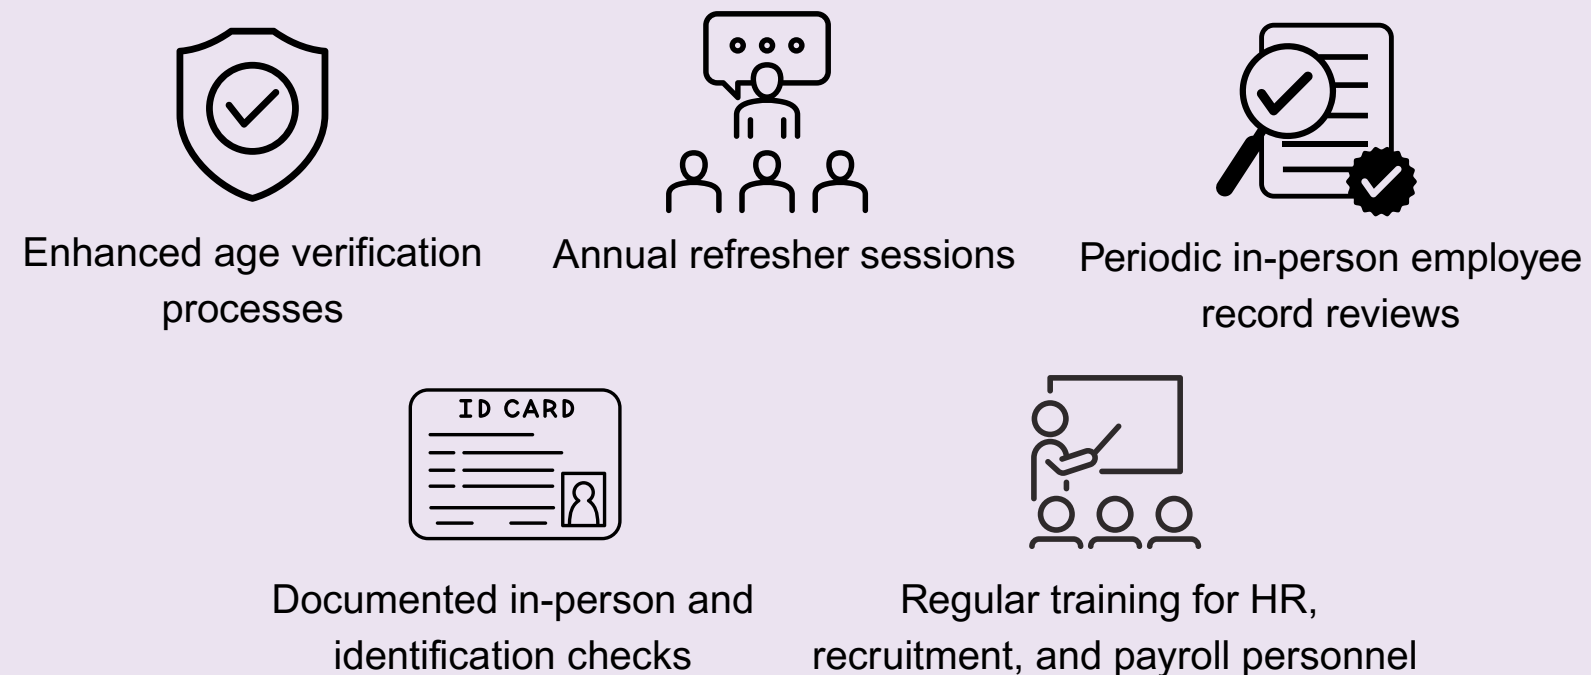 Enhanced age verification
processes
Annual refresher sessions
Periodic in-person employee
record reviews
ID CARD
Documented in-person and
identification checks
Regular training for HR,
recruitment, and payroll personnel